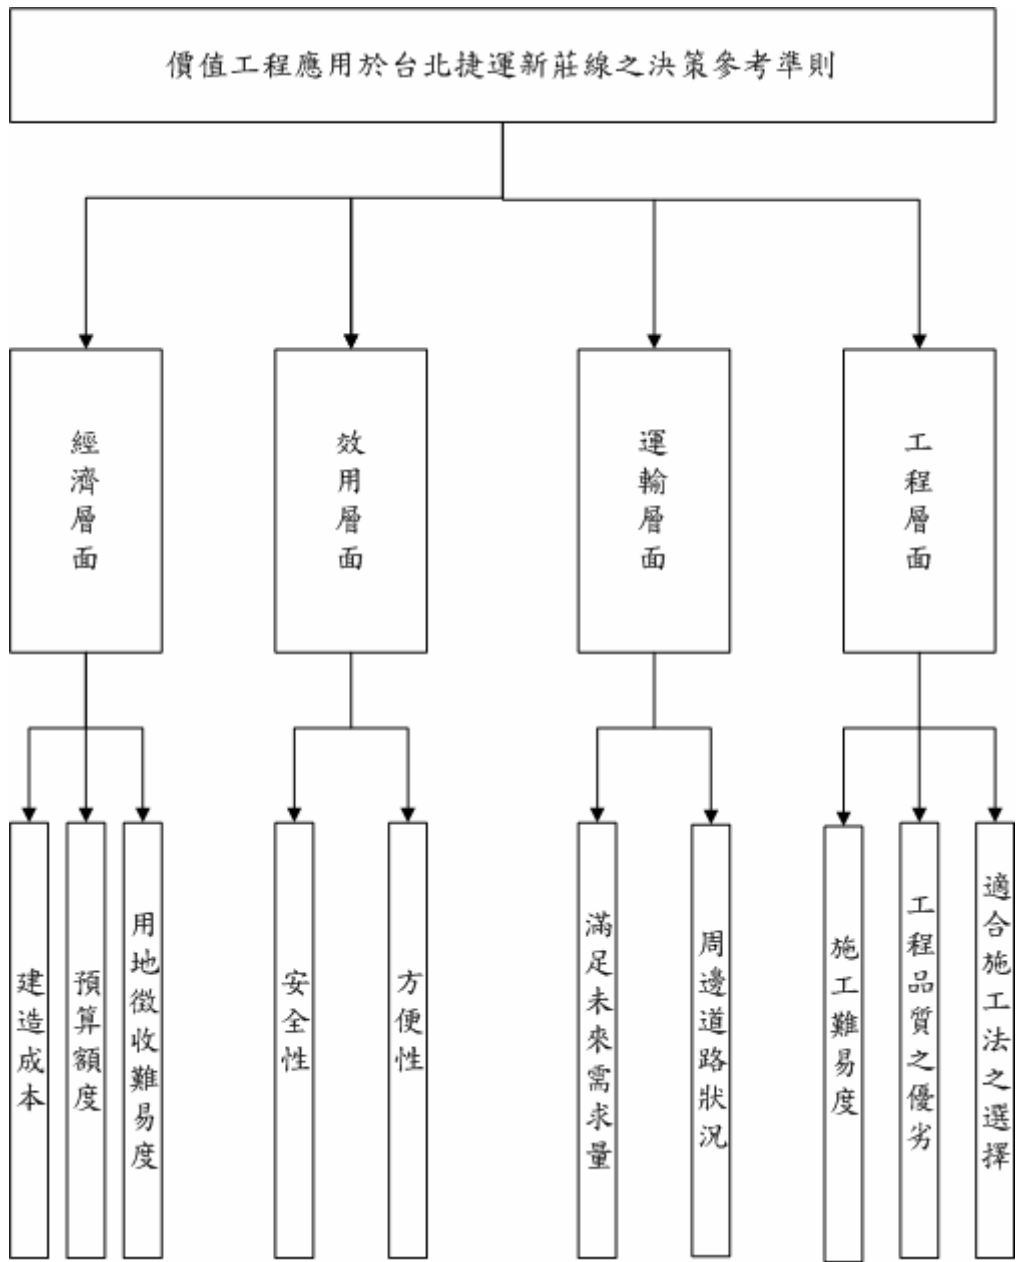 價值工程應用於台北捷運新莊線之決策參考準則
經濟層面
效用層面
運輸層面
工程層面
建造成本
預算額度
用地徵收難易度
安全性
方便性
滿足未來需求量
周邊道路狀況
施工難易度
工程品質之優劣
適合施工法之選擇